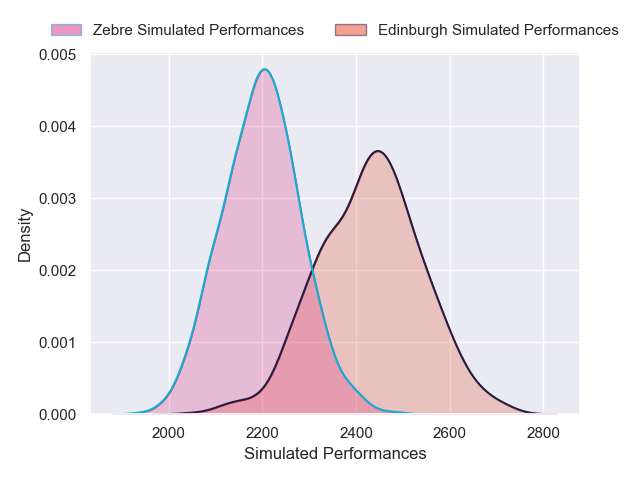 Zebre Simulated Performances Edinburgh Simulated Performances
0.005
0.004
0.003
0.002
0.001
0.000
Density
2000 2200 2400 2600 2800
Simulated Performances